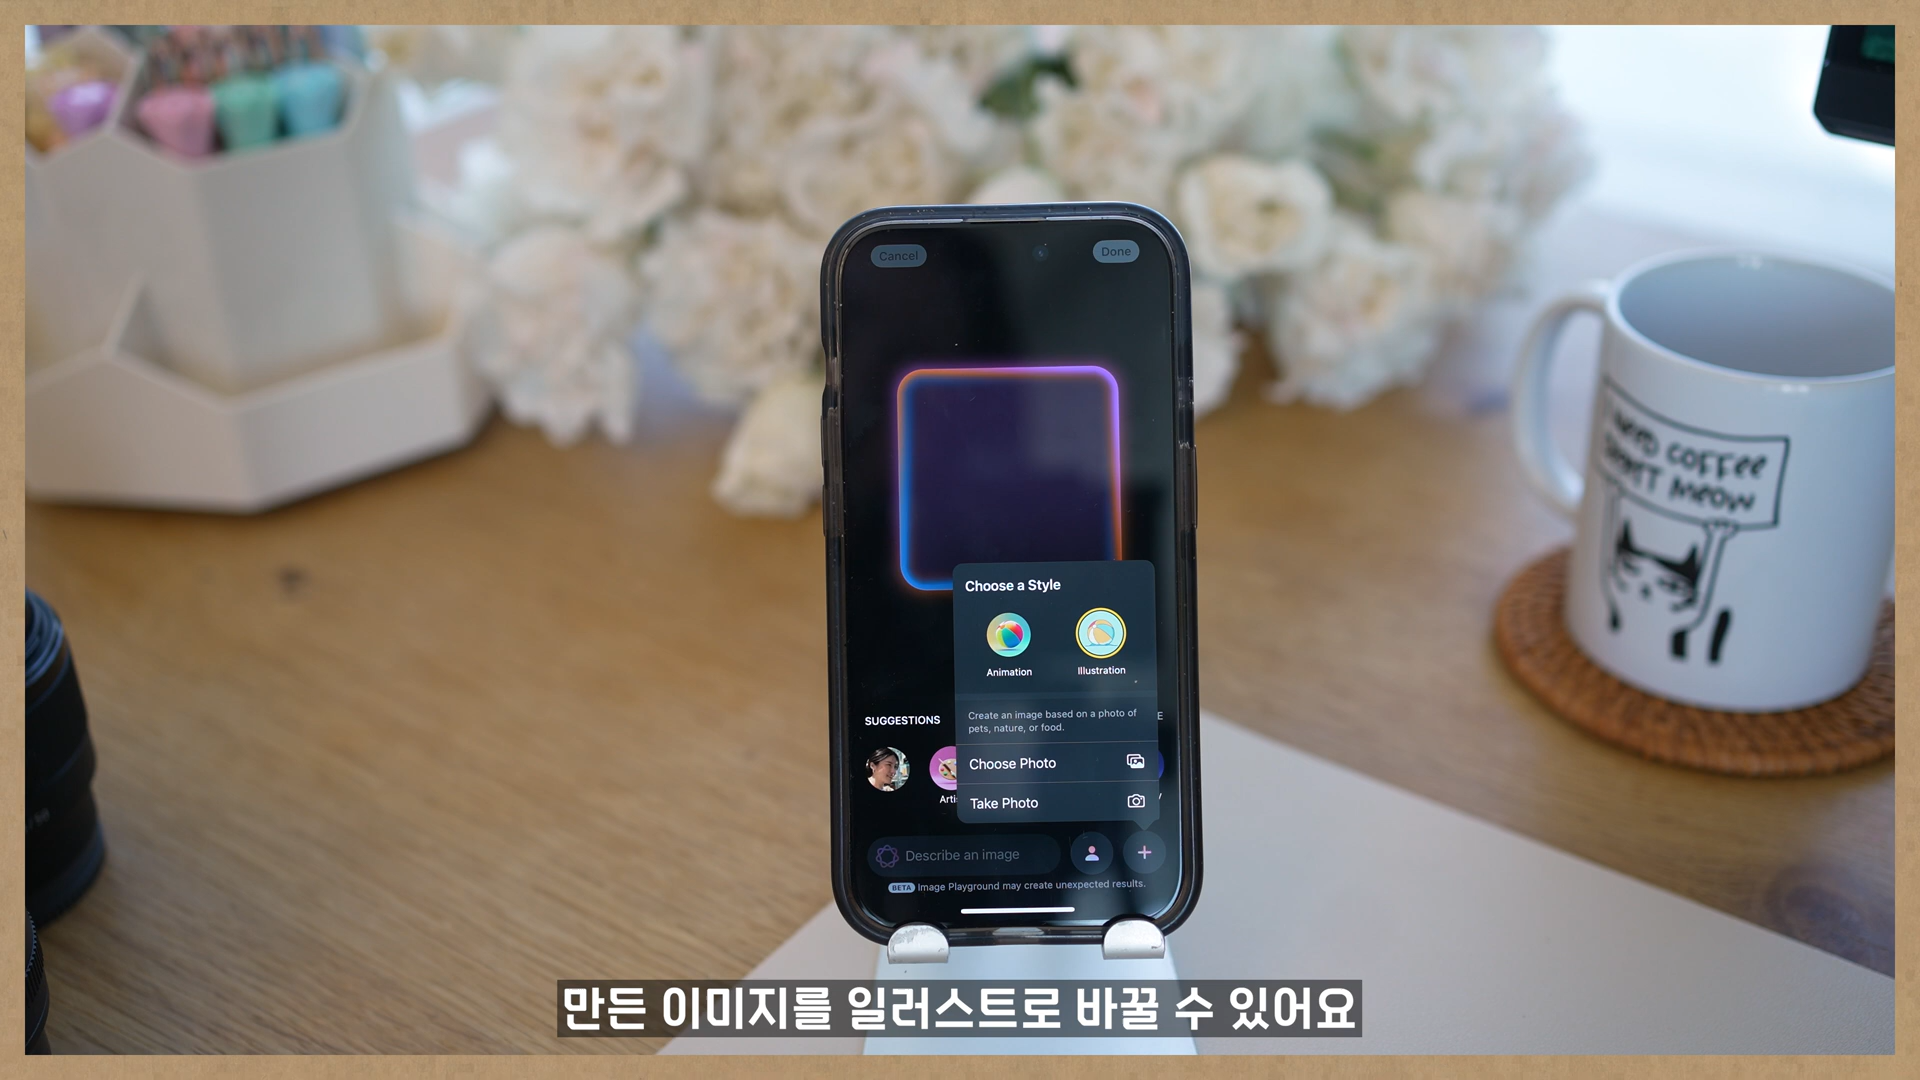 Cancel
Done
Choose a Style
Animation
Illustration
SUGGESTIONS
Create an image based on a photo of
pets, nature, or food.
Choose Photo
Take Photo
Describe an image
BETA Image Playground may create unexpected results.
COFFEE
MEOW
만든 이미지를 일러스트로 바꿀 수 있어요